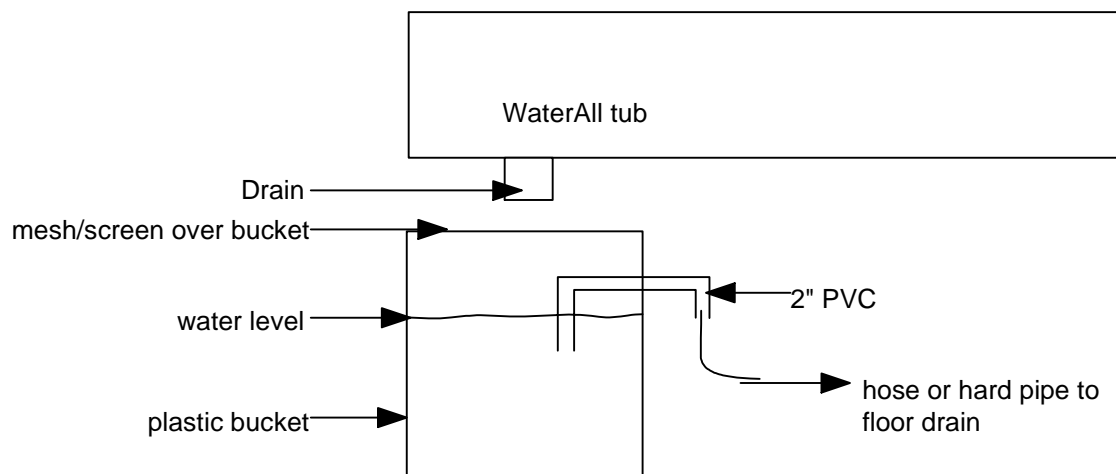 WaterAll tub
Drain
mesh/screen over bucket
2" PVC
water level
hose or hard pipe to
floor drain
plastic bucket